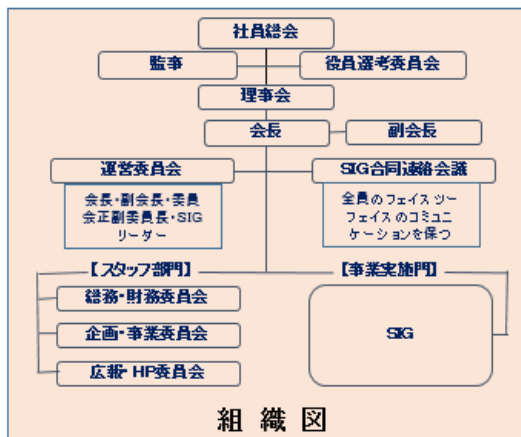 社員総会
監事
役員選考委員会
理事会
会長
副会長
運営委員会
SIG合同連絡会議
会長・副会長・委員
会正副委員長・SIG
リーダー
全員のフェイス ツー
フェイスのコミュニ
ケーションを保つ
【スタッフ部門】
【事業実施門】
総務・財務委員会
企画・事業委員会
SIG
広報・HP委員会
組 織 図